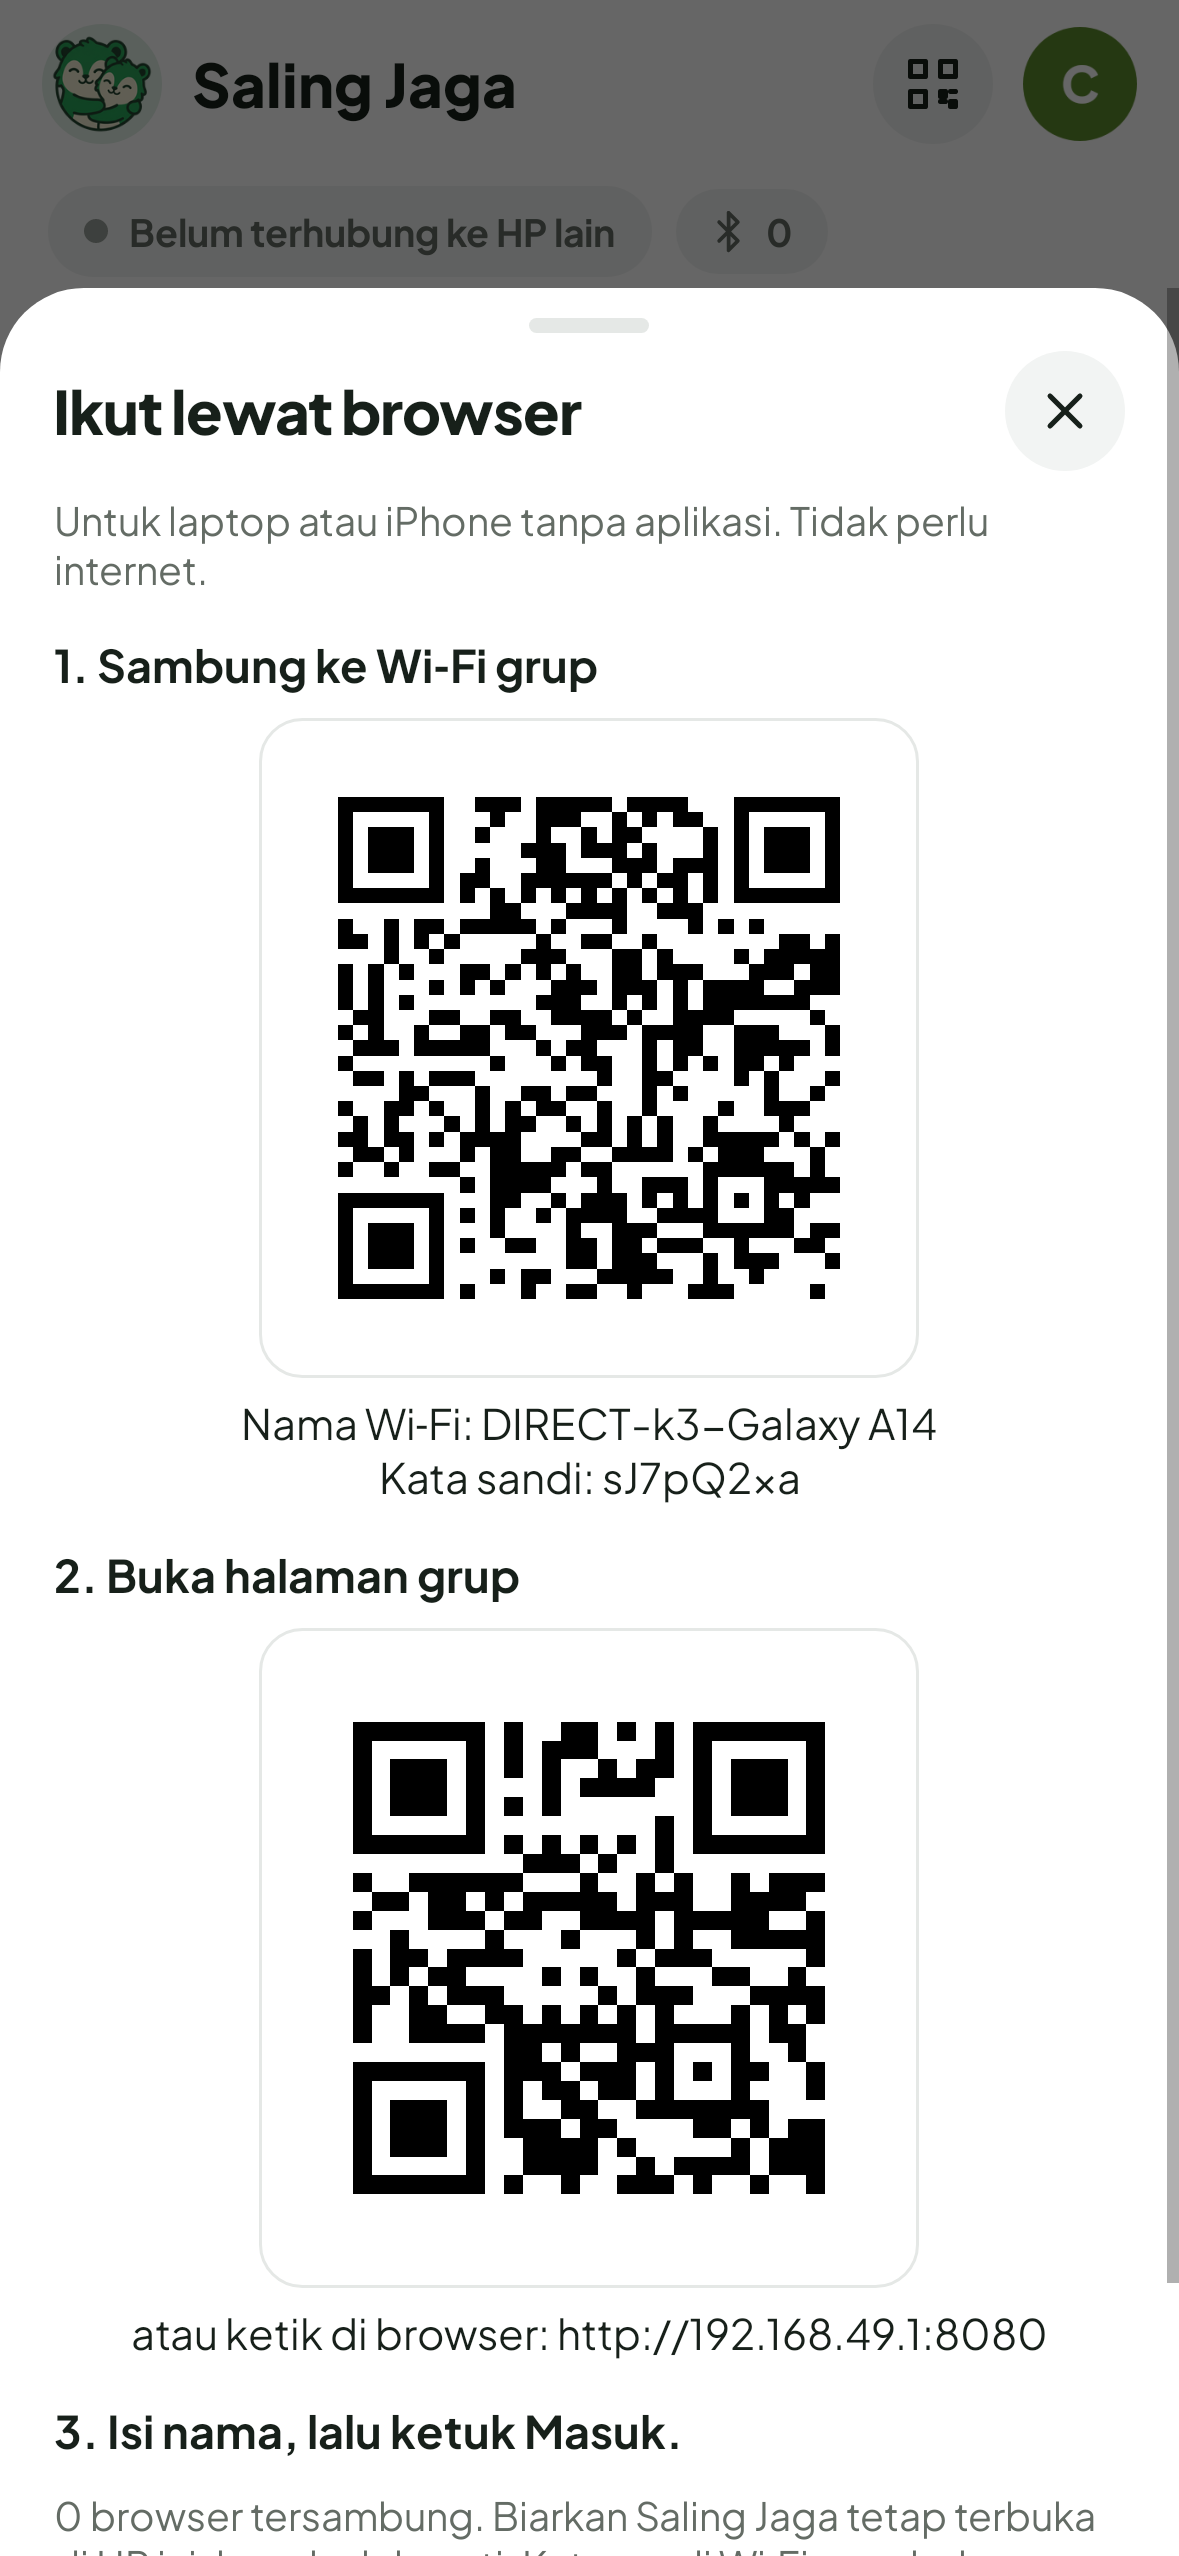 Saling Jaga
C
Belum terhubung ke HP lain
0
Ikut lewat browser
Untuk laptop atau iPhone tanpa aplikasi. Tidak perlu
internet.
1. Sambung ke Wi-Fi grup
Nama Wi-Fi: DIRECT-k3-Galaxy A14
Kata sandi: sJ7pQ2xa
2. Buka halaman grup
atau ketik di browser: http://192.168.49.1:8080
3. Isi nama, lalu ketuk Masuk.
0 browser tersambung. Biarkan Saling Jaga tetap terbuka